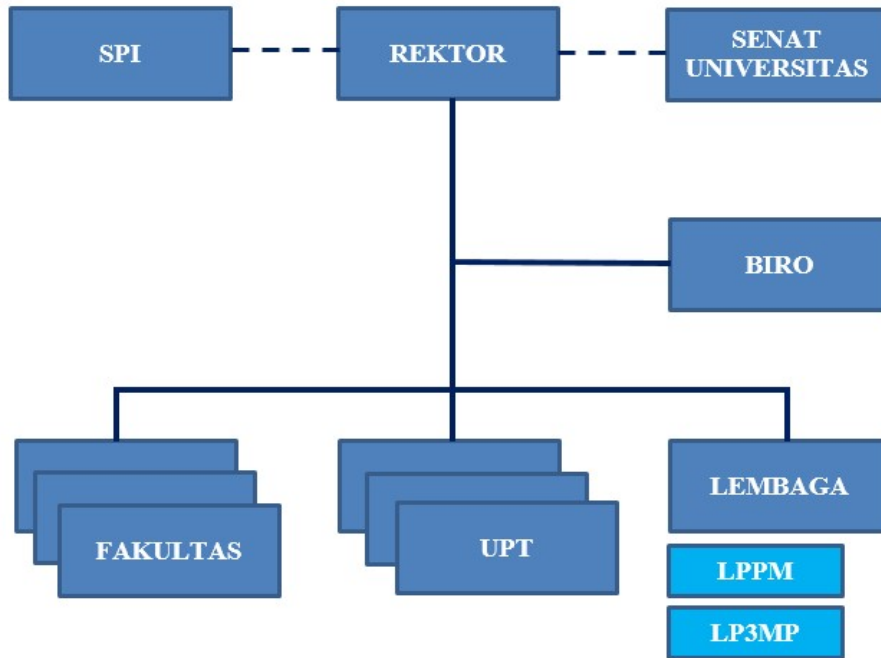 SPI
REKTOR
SENAT
UNIVERSITAS
BIRO
FAKULTAS
UPT
LEMBAGA
LPPM
LP3MP